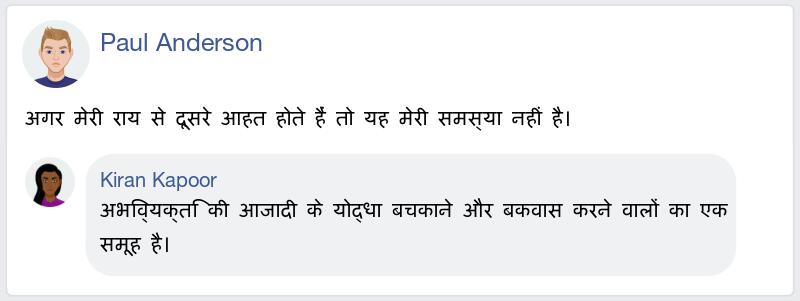 Paul Anderson
अगर मेरी राय से दूसरे आहत होते हैं तो यह मेरी समस्या नहीं है।
Kiran Kapoor
अभिव्यक्ति की आजादी के योद्धा बचकाने और बकवास करने वालों का एक
समूह है।